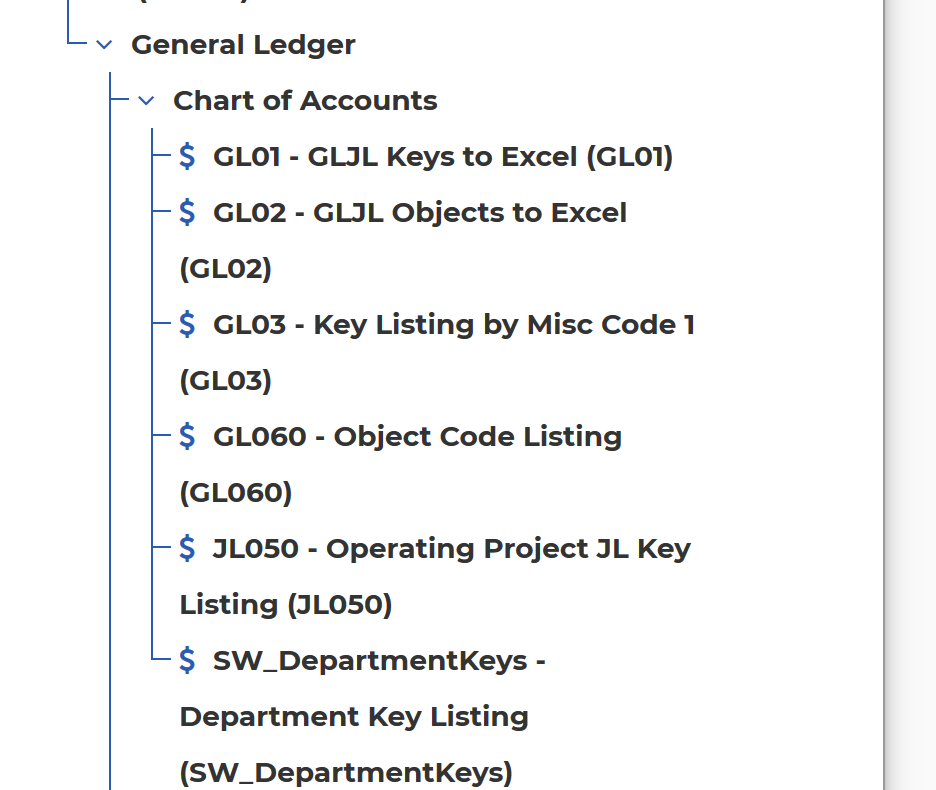 General Ledger
Chart of Accounts
$ GL01 - GLJL Keys to Excel (GL01)
$ GL02 - GLJL Objects to Excel
(GL02)
$ GL03 - Key Listing by Misc Code 1
(GL03)
$ GL060 - Object Code Listing
(GL060)
$ JL050 - Operating Project JL Key
Listing (JL050)
$ SW_DepartmentKeys -
Department Key Listing
(SW_DepartmentKeys)